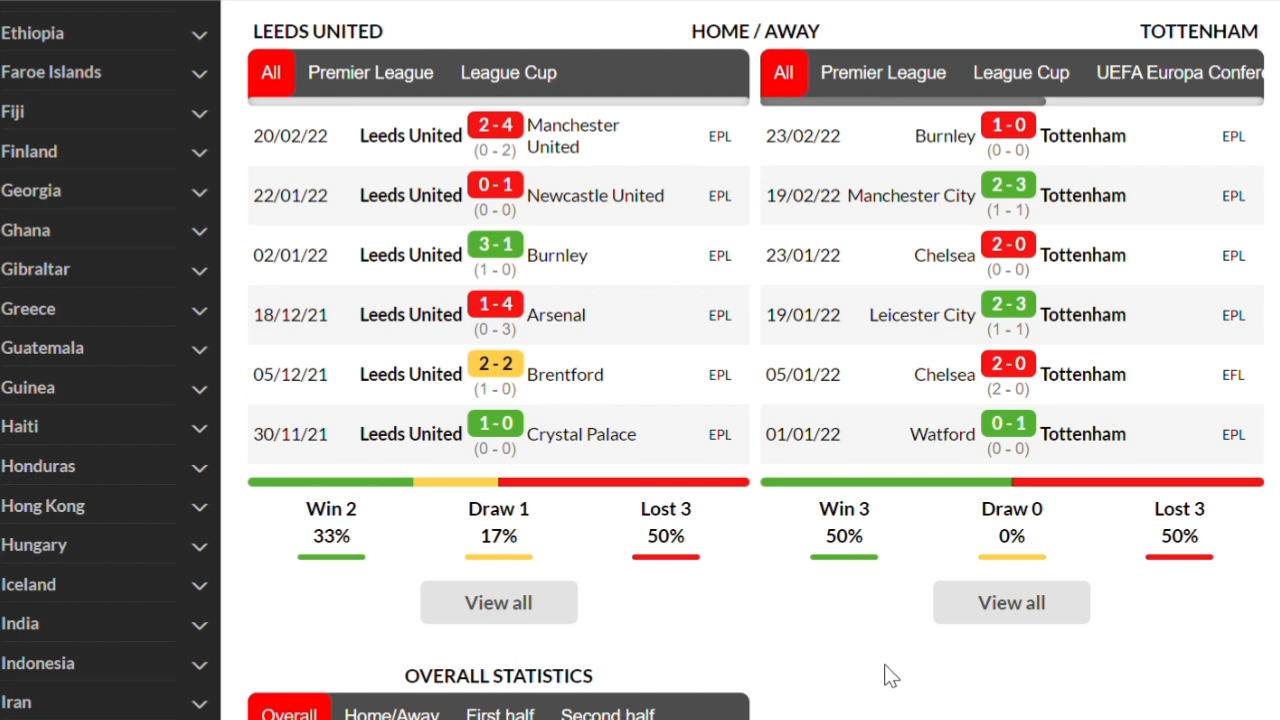 Ethiopia
Faroe Islands
Fiji
Finland
Georgia
Ghana
Gibraltar
Greece
Guatemala
Guinea
Haiti
Honduras
Hong Kong
Hungary
Iceland
India
Indonesia
Iran
LEEDS UNITED HOME / AWAY TOTTENHAM
All Premier League League Cup
20/02/22 Leeds United 2 - 4 Manchester United EPL
(0 - 2)
22/01/22 Leeds United 0 - 1 Newcastle United EPL
(0 - 0)
02/01/22 Leeds United 3 - 1 Burnley EPL
(1 - 0)
18/12/21 Leeds United 1 - 4 Arsenal EPL
(0 - 3)
05/12/21 Leeds United 2 - 2 Brentford EPL
(1 - 0)
30/11/21 Leeds United 1 - 0 Crystal Palace EPL
(0 - 0)
Win 2 Draw 1 Lost 3
33% 17% 50%
View all
All Premier League League Cup UEFA Europa Confere
23/02/22 Burnley 1 - 0 Tottenham EPL
(0 - 0)
19/02/22 Manchester City 2 - 3 Tottenham EPL
(1 - 1)
23/01/22 Chelsea 2 - 0 Tottenham EPL
(0 - 0)
19/01/22 Leicester City 2 - 3 Tottenham EPL
(1 - 1)
05/01/22 Chelsea 2 - 0 Tottenham EFL
(2 - 0)
01/01/22 Watford 0 - 1 Tottenham EPL
(0 - 0)
Win 3 Draw 0 Lost 3
50% 0% 50%
View all
OVERALL STATISTICS
Overall Home/Away First half Second half